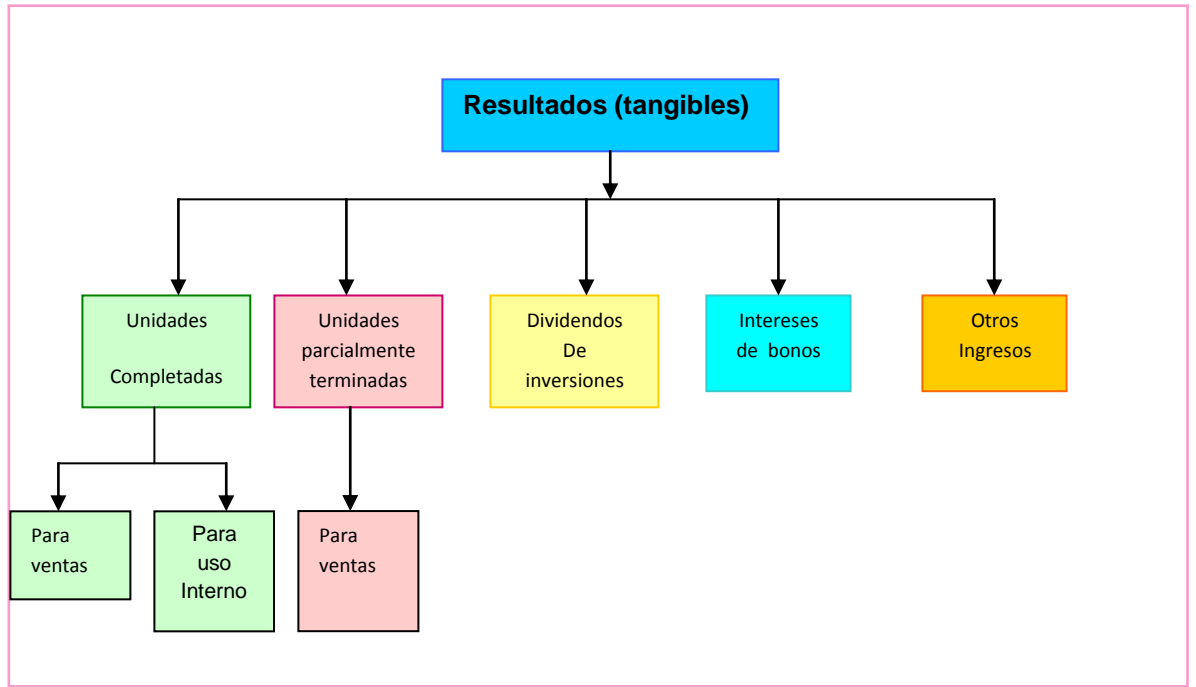 Resultados (tangibles)
Unidades
Completadas
Unidades
parcialmente
terminadas
Dividendos
De
inversiones
Intereses
de bonos
Otros
Ingresos
Para
ventas
Para
uso
Interno
Para
ventas